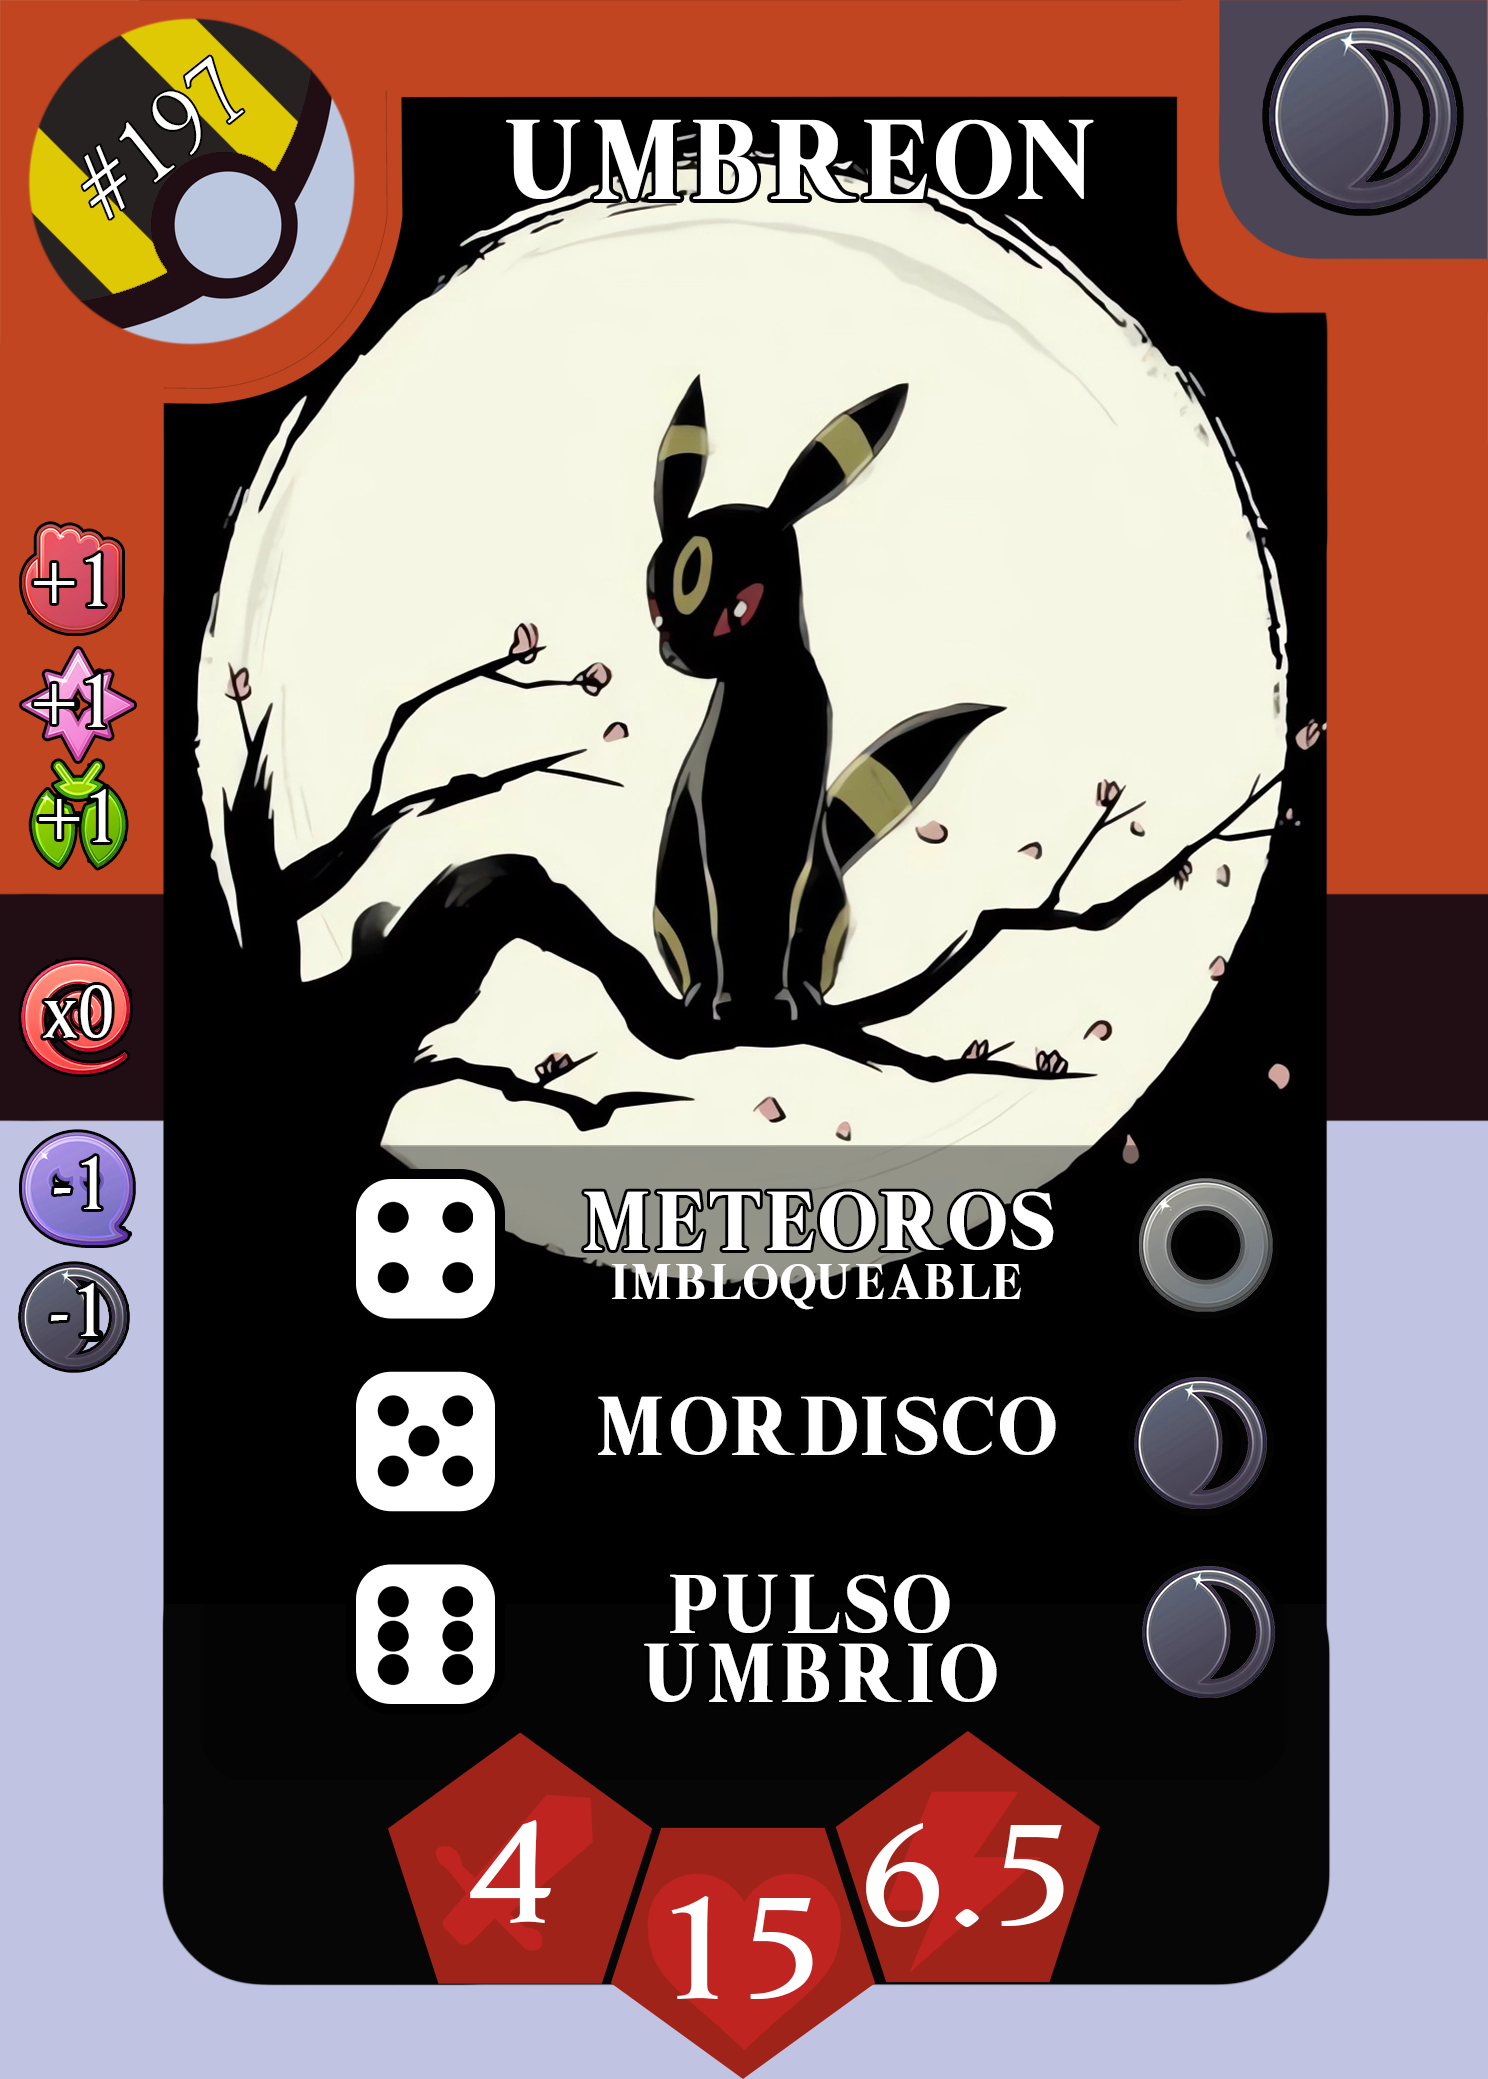 #197
UMBREON
+1
+1
+1
x0
-1
-1
METEOROS
IMBLOQUEABLE
MORDISCO
PULSO
UMBRIO
4
15
6.5